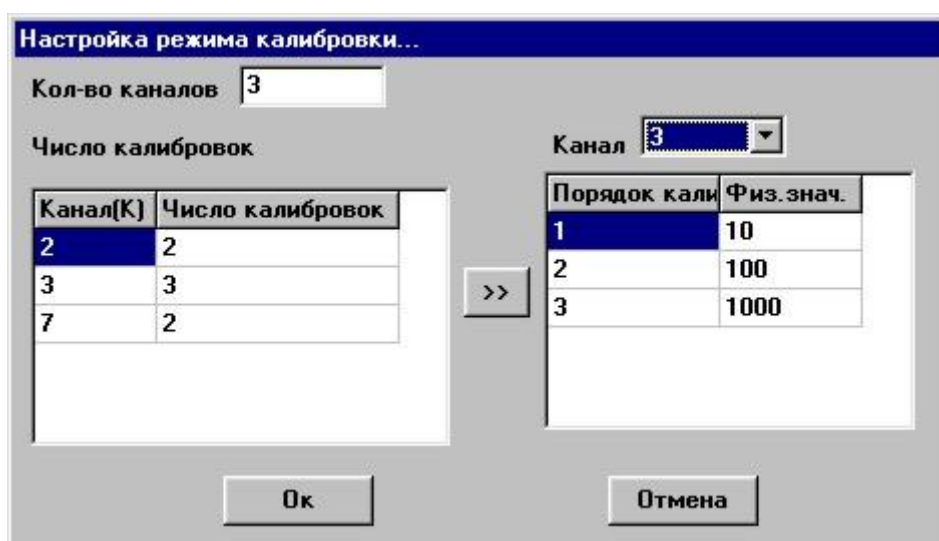 Настройка режима калибровки...
Кол-во каналов 3
Число калибровок
Канал 3
Канал(К) Число калибровок
2 2
3 3
7 2
>>
Порядок кали Физ.знач.
1 10
2 100
3 1000
Ок Отмена